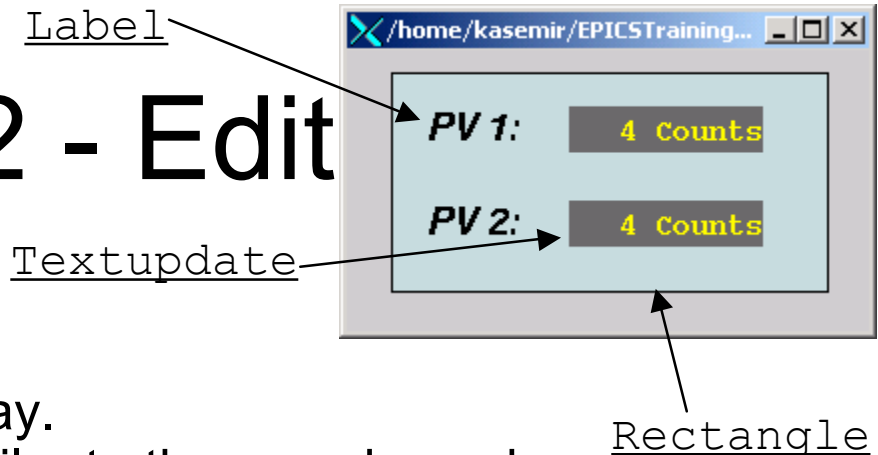 Label
/home/kasemir/EPICSTraining...
PV 1:
4 Counts
2 - Edit
PV 2:
4 Counts
Textupdate
ay.
Rectangle